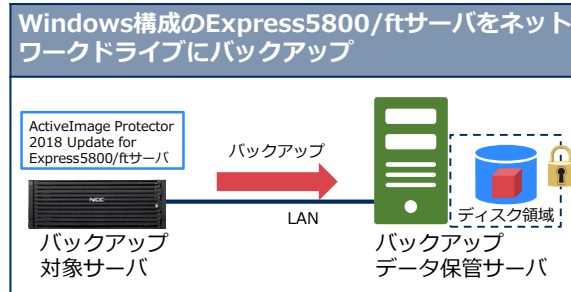 Windows構成のExpress5800/ftサーバをネット
ワークドライブにバックアップ
ActiveImage Protector
2018 Update for
Express5800/ftサーバ
バックアップ
NEC
LAN
ディスク領域
バックアップ
対象サーバ
バックアップ
データ保管サーバ